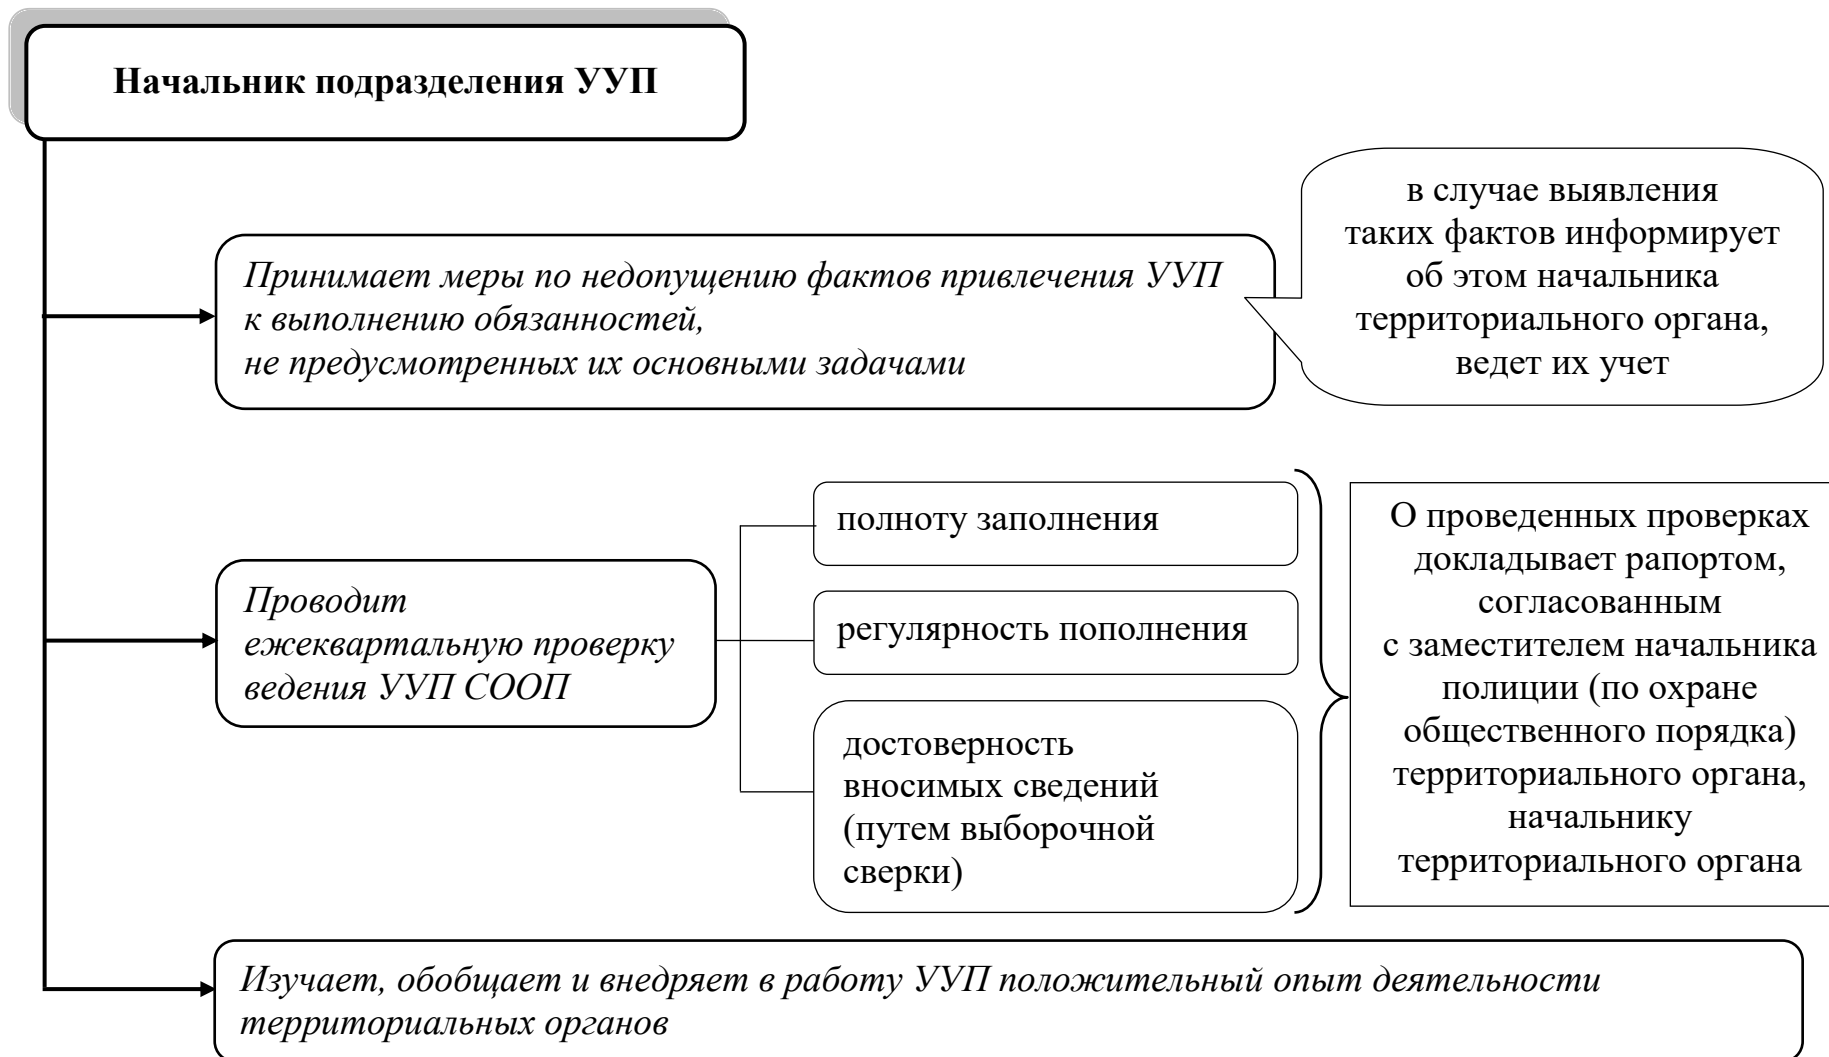 Начальник подразделения УУП
Принимает меры по недопущению фактов привлечения УУП
к выполнению обязанностей,
не предусмотренных их основными задачами
в случае выявления
таких фактов информирует
об этом начальника
территориального органа,
ведет их учет
Проводит
ежеквартальную проверку
ведения УУП СООП
полноту заполнения
регулярность пополнения
достоверность
вносимых сведений
(путем выборочной
сверки)
О проведенных проверках
докладывает рапортом,
согласованным
с заместителем начальника
полиции (по охране
общественного порядка)
территориального органа,
начальнику
территориального органа
Изучает, обобщает и внедряет в работу УУП положительный опыт деятельности
территориальных органов